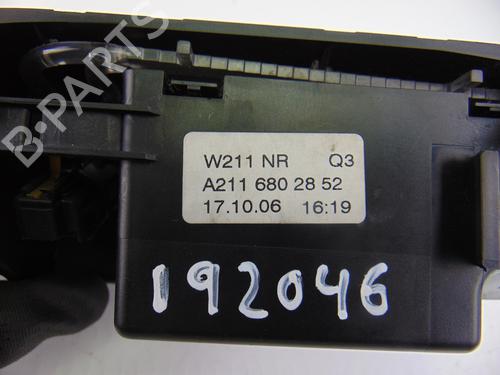 B-PARTS
W211 NR Q3
A211 680 28 52
17.10.06 16:19
192046